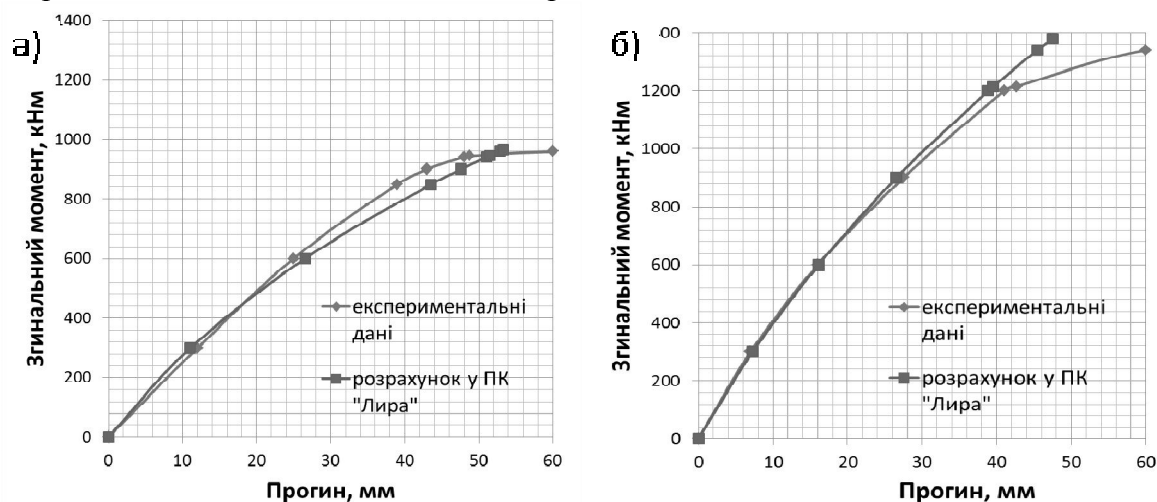 а)
1400
1200
1000
800
600
400
200
0
Згинальний момент, кНм
експериментальні
дані
розрахунок у ПК
"Лира"
0 10 20 30 40 50 60
Прогин, мм
б)
00
1200
1000
800
600
400
200
0
Згинальний момент, кНм
експериментальні
дані
розрахунок у ПК
"Лира"
0 10 20 30 40 50 60
Прогин, мм